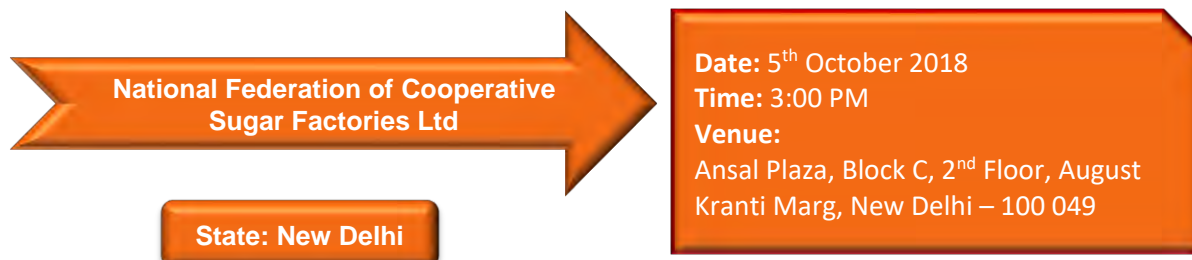 National Federation of Cooperative
Sugar Factories Ltd
State: New Delhi
Date: 5th October 2018
Time: 3:00 PM
Venue:
Ansal Plaza, Block C, 2nd Floor, August
Kranti Marg, New Delhi – 100 049